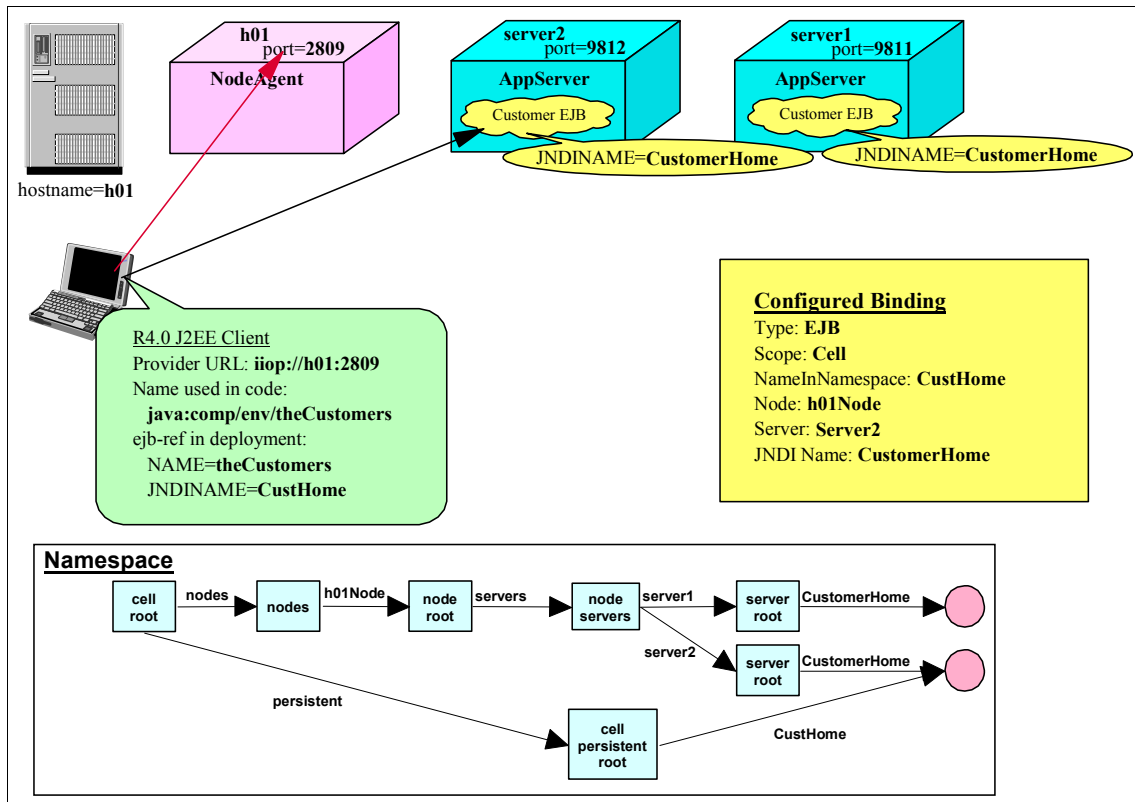 h01
port=2809
NodeAgent
server2
port=9812
AppServer
Customer EJB
JNDINAME=CustomerHome
server1
port=9811
AppServer
Customer EJB
JNDINAME=CustomerHome
hostname=h01
R4.0 J2EE Client
Provider URL: iiop://h01:2809
Name used in code:
java:comp/env/theCustomers
ejb-ref in deployment:
NAME=theCustomers
JNDINAME=CustHome
Configured Binding
Type: EJB
Scope: Cell
NameInNamespace: CustHome
Node: h01Node
Server: Server2
JNDI Name: CustomerHome
Namespace
cell
root
nodes
nodes
h01Node
node
root
servers
node
servers
server1
server
root
CustomerHome
server2
server
root
CustomerHome
persistent
cell
persistent
root
CustHome